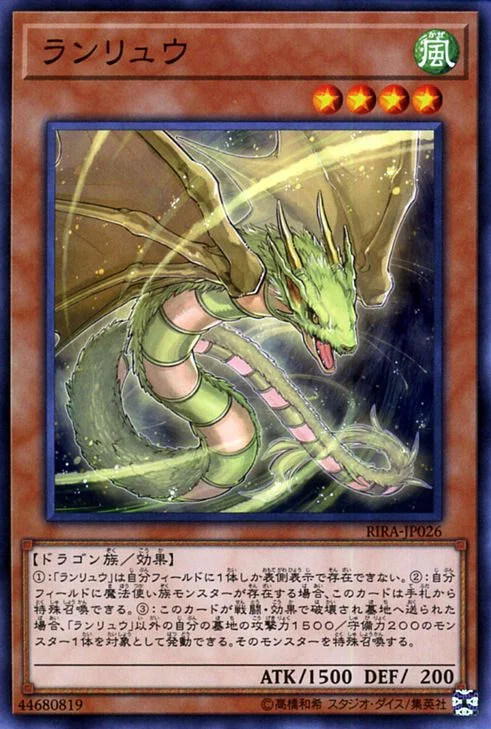 ランリュウ
風
RIRA-JP026
【ドラゴン族／効果】
①：「ランリュウ」は自分フィールドに１体しか表側表示で存在できない。②：自分
フィールドに魔法使い族モンスターが存在する場合、このカードは手札から
特殊召喚できる。③：このカードが戦闘・効果で破壊され墓地へ送られた
場合、「ランリュウ」以外の自分の墓地の攻撃力１５００／守備力２００のモン
スター１体を対象として発動できる。そのモンスターを特殊召喚する。
ATK/1500 DEF/ 200
44680819
©高橋和希 スタジオ・ダイス/集英社